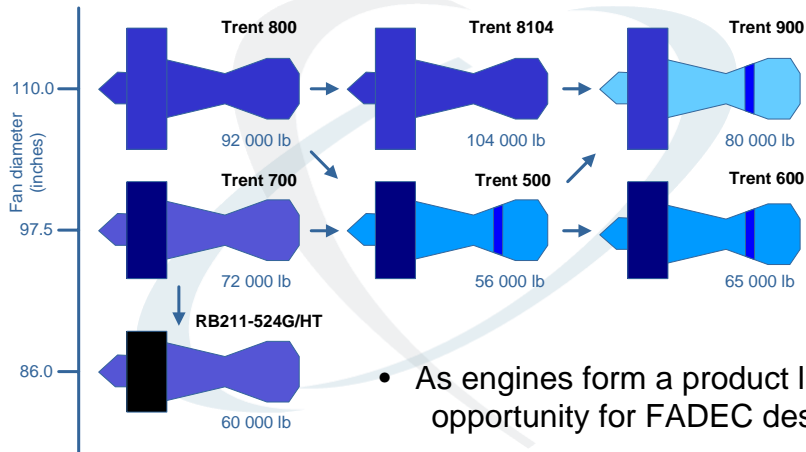 Trent 800
Trent 8104
Trent 900
110.0
92 000 lb
104 000 lb
80 000 lb
Fan diameter
(inches)
Trent 700
Trent 500
Trent 600
97.5
72 000 lb
56 000 lb
65 000 lb
RB211-524G/HT
86.0
60 000 lb
• As engines form a product
opportunity for FADEC